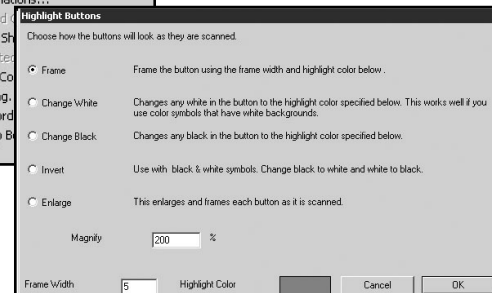 Highlight Buttons
Choose how the buttons will look as they are scanned.
Frame Frame the button using the frame width and highlight color below .
Change White Changes any white in the button to the highlight color specified below. This works well if you
use color symbols that have white backgrounds.
Change Black Changes any black in the button to the highlight color specified below.
Invert Use with black & white symbols. Change black to white and white to black.
Enlarge This enlarges and frames each button as it is scanned.
Magnify 200 %
Frame Width 5 Highlight Color Cancel OK